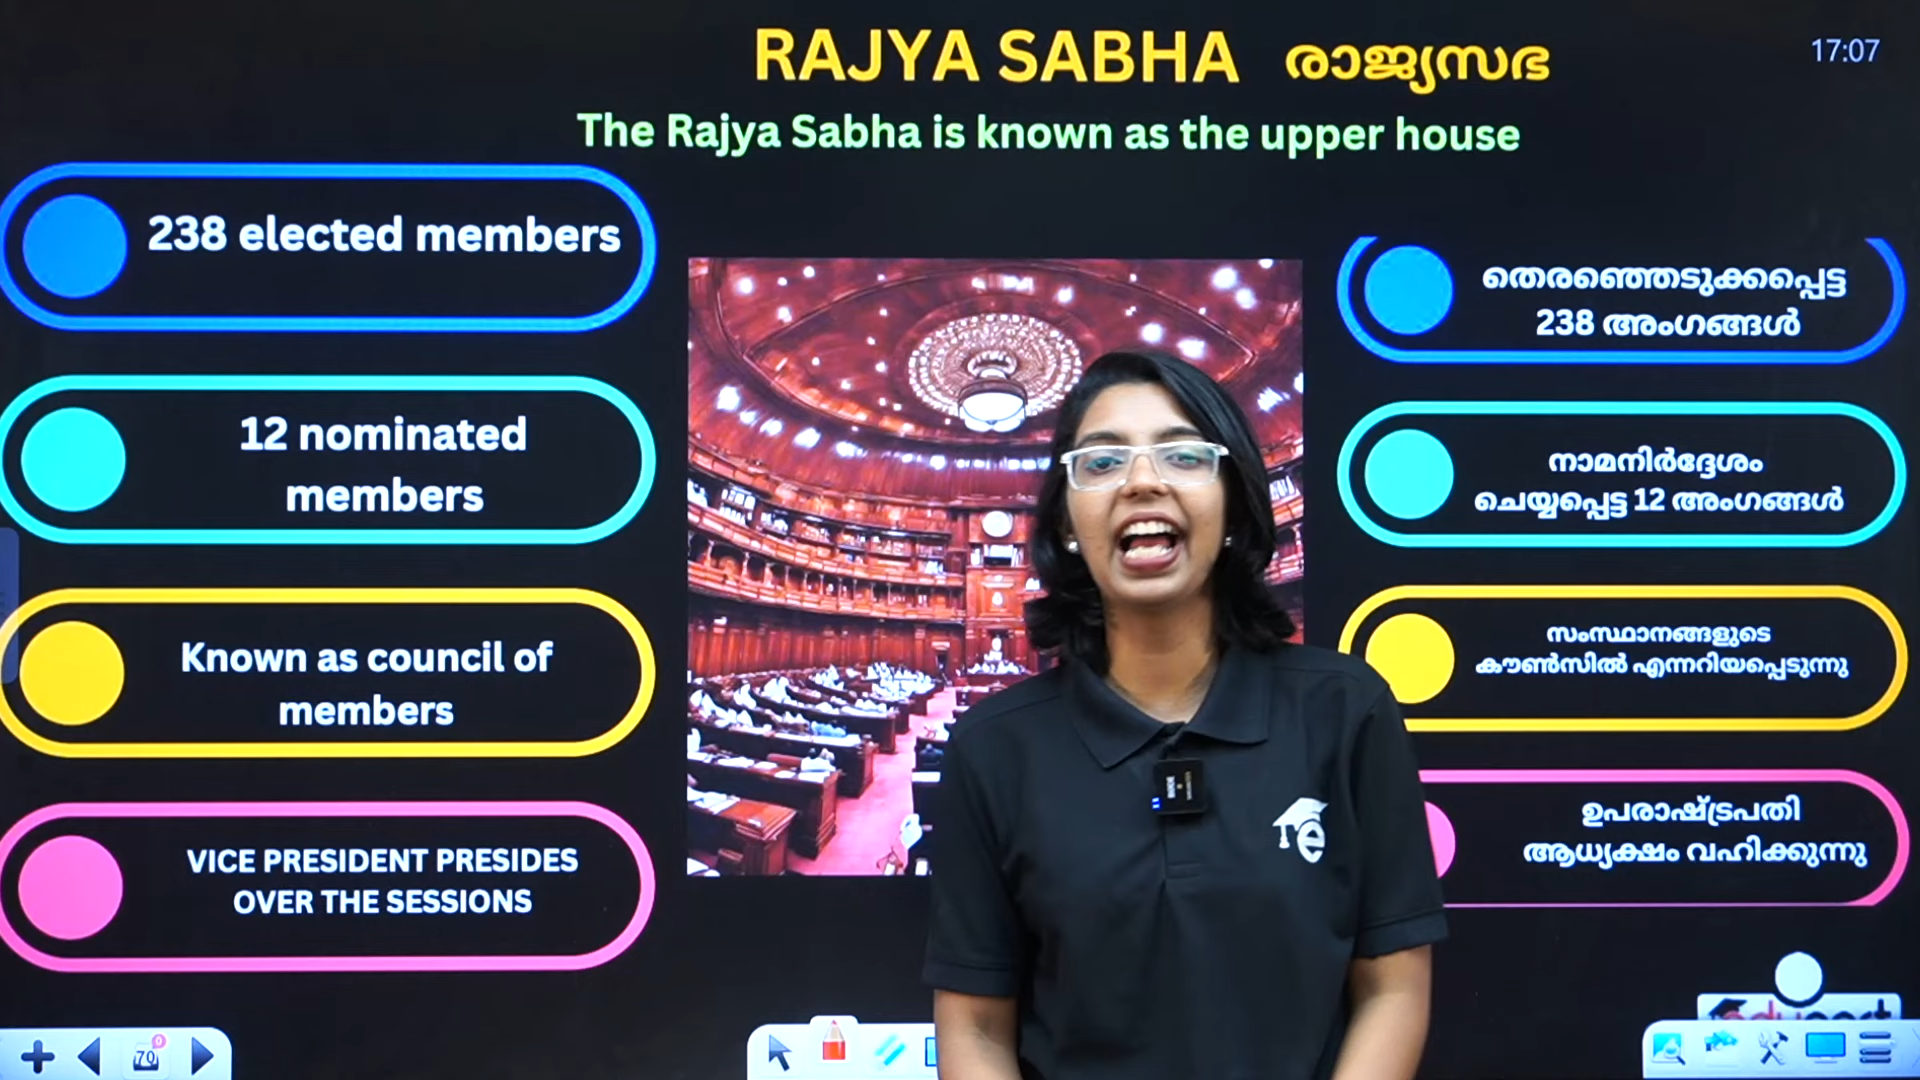 RAJYA SABHA രാജ്യസഭ
17:07
The Rajya Sabha is known as the upper house
238 elected members
12 nominated
members
Known as council of
members
VICE PRESIDENT PRESIDES
OVER THE SESSIONS
തെരഞ്ഞെടുക്കപ്പെട്ട
238 അംഗങ്ങൾ
നാമനിർദ്ദേശം
ചെയ്യപ്പെട്ട 12 അംഗങ്ങൾ
സംസ്ഥാനങ്ങളുടെ
കൗൺസിൽ എന്നറിയപ്പെടുന്നു
ഉപരാഷ്ട്രപതി
ആധ്യക്ഷം വഹിക്കുന്നു
RODE
e
70
0